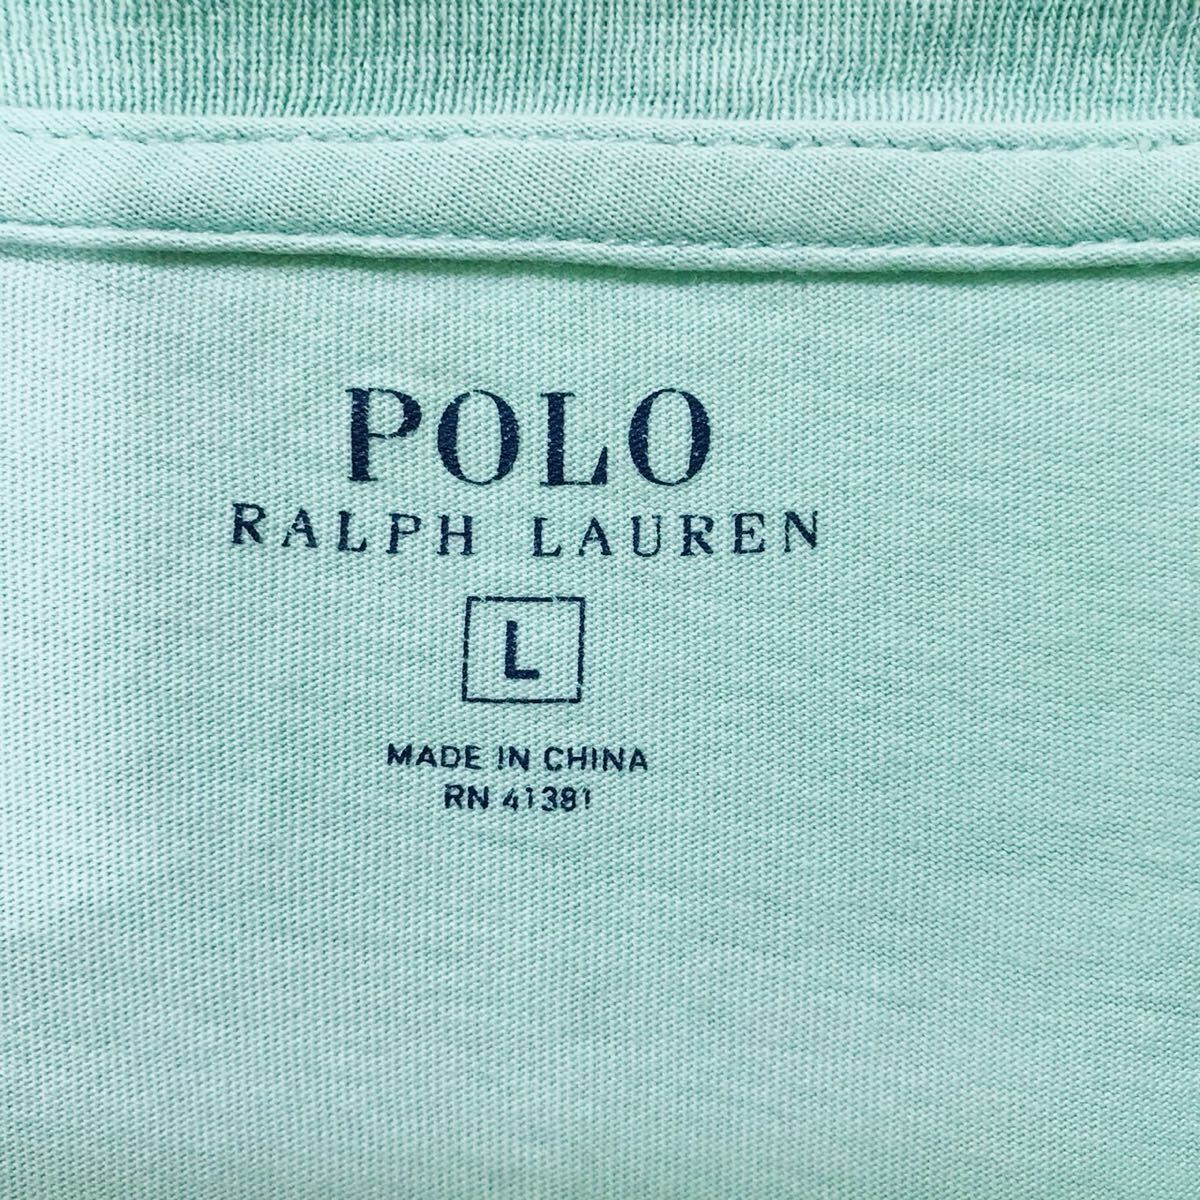 POLO
RALPH LAUREN
L
MADE IN CHINA
RN 41381